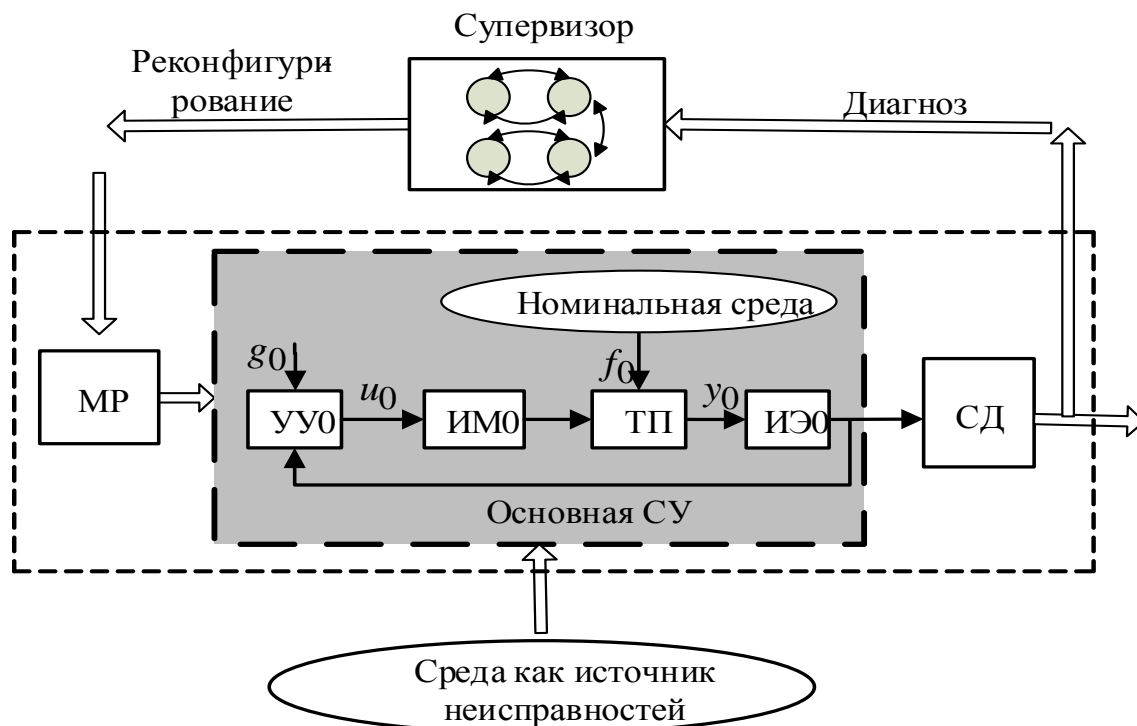 Супервизор
Реконфигури-
рование
Диагноз
Номинальная среда
g0
f0
МР
u0
y0
УУ0
ИМ0
ТП
ИЭ0
СД
Основная СУ
Среда как источник
неисправностей